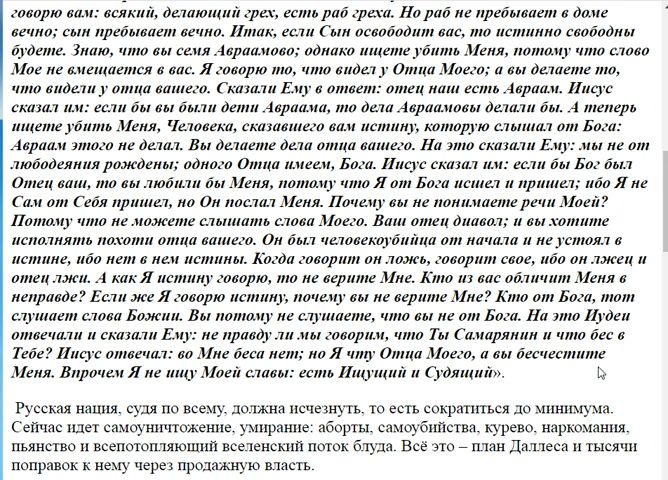 говорю вам: всякий, делающий грех, есть раб греха. Но раб не пребывает в доме
вечно; сын пребывает вечно. Итак, если Сын освободит вас, то истинно свободны
будете. Знаю, что вы семя Авраамово; однако ищете убить Меня, потому что слово
Мое не вмещается в вас. Я говорю то, что видел у Отца Моего; а вы делаете то,
что видели у отца вашего. Сказали Ему в ответ: отец наш есть Авраам. Иисус
сказал им: если бы вы были дети Авраама, то дела Авраамовы делали бы. А теперь
ищете убить Меня, Человека, сказавшего вам истину, которую слышал от Бога:
Авраам этого не делал. Вы делаете дела отца вашего. На это сказали Ему: мы не от
любодеяния рождены; одного Отца имеем, Бога. Иисус сказал им: если бы Бог был
Отец ваш, то вы любили бы Меня, потому что Я от Бога исшел и пришел; ибо Я не
Сам от Себя пришел, но Он послал Меня. Почему вы не понимаете речи Моей?
Потому что не можете слышать слова Моего. Ваш отец диавол; и вы хотите
исполнять похоти отца вашего. Он был человекоубийца от начала и не устоял в
истине, ибо нет в нем истины. Когда говорит он ложь, говорит свое, ибо он лжец и
отец лжи. А как Я истину говорю, то не верите Мне. Кто из вас обличит Меня в
неправде? Если же Я говорю истину, почему вы не верите Мне? Кто от Бога, тот
слушает слова Божии. Вы потому не слушаете, что вы не от Бога. На это Иудеи
отвечали и сказали Ему: не правду ли мы говорим, что Ты Самарянин и что бес в
Тебе? Иисус отвечал: во Мне беса нет; но Я чту Отца Моего, а вы бесчестите
Меня. Впрочем Я не ищу Моей славы: есть Ищущий и Судящий».
Русская нация, судя по всему, должна исчезнуть, то есть сократиться до минимума.
Сейчас идет самоуничтожение, умирание: аборты, самоубийства, курево, наркомания,
пьянство и всепотопляющий вселенский поток блуда. Всё это – план Даллеса и тысячи
поправок к нему через продажную власть.